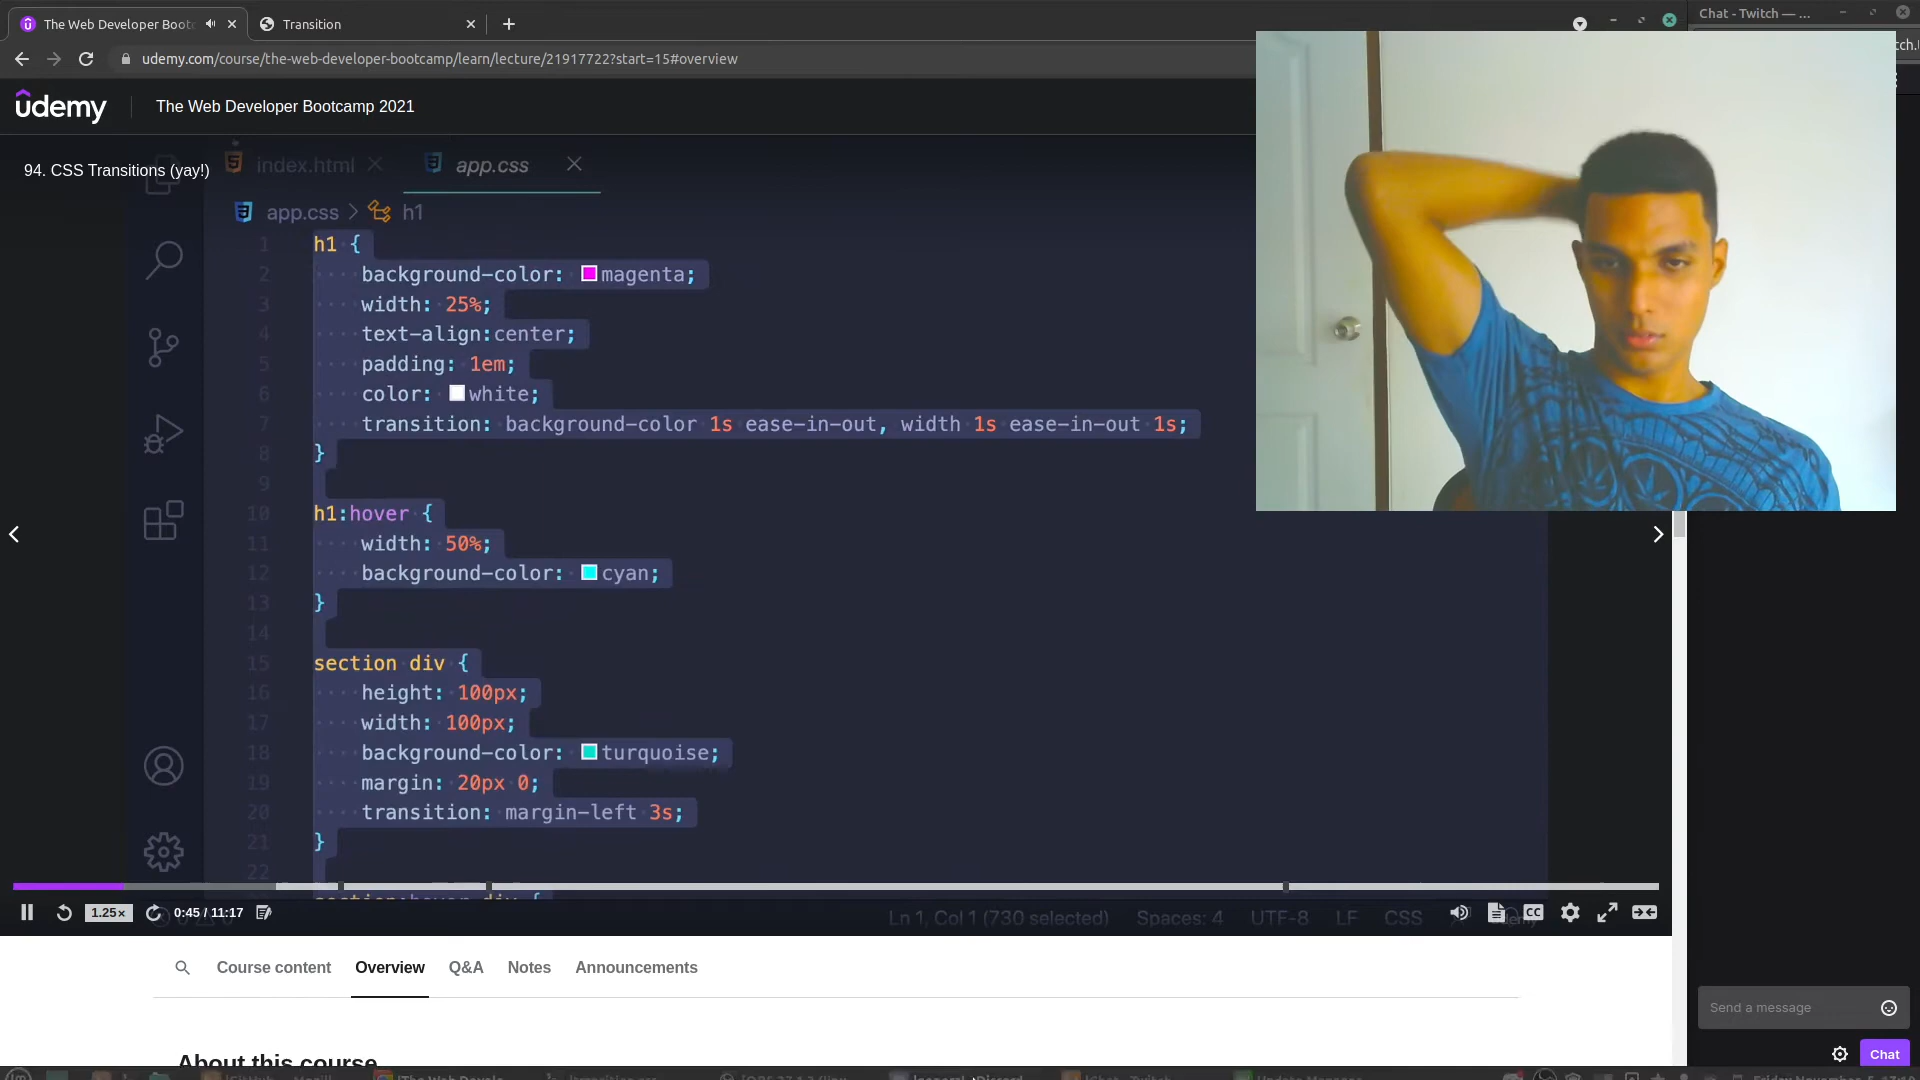 The Web Developer Boot
Transition
Chat - Twitch — ...
udemy.com/course/the-web-developer-bootcamp/learn/lecture/21917722?start=15#overview
tch.
udemy
The Web Developer Bootcamp 2021
94. CSS Transitions (yay!)
index.html
app.css
app.css > h1
1 h1 {
2 background-color: magenta;
3 width: 25%;
4 text-align:center;
5 padding: 1em;
6 color: white;
7 transition: background-color 1s ease-in-out, width 1s ease-in-out 1s;
8 }
9
10 h1:hover {
11 width: 50%;
12 background-color: cyan;
13 }
14
15 section div {
16 height: 100px;
17 width: 100px;
18 background-color: turquoise;
19 margin: 20px 0;
20 transition: margin-left 3s;
21 }
22
section:hover div {
1.25×
0:45 / 11:17
Ln 1, Col 1 (730 selected) Spaces: 4 UTF-8 LF CSS
CC
Course content
Overview
Q&A
Notes
Announcements
About this course
Send a message
Chat